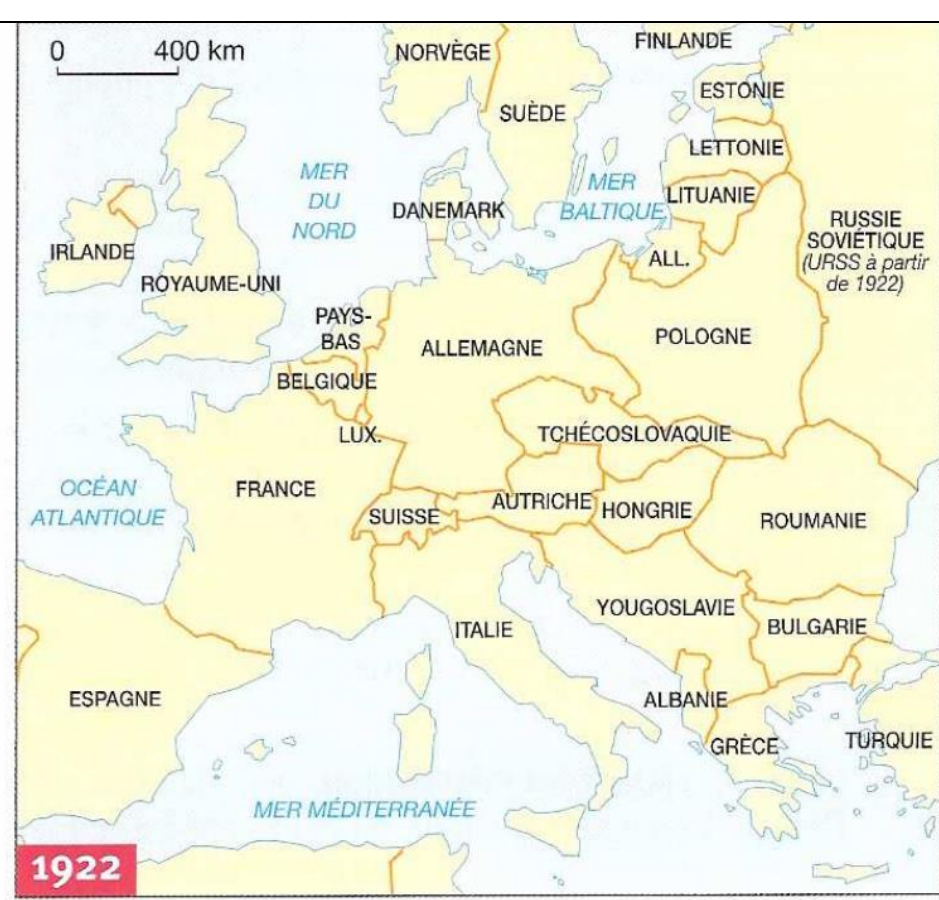 0 400 km
NORVÈGE
FINLANDE
ESTONIE
SUÈDE
LETTONIE
MER
DU
NORD
MER
BALTIQUE
LITUANIE
DANEMARK
RUSSIE
SOVIÉTIQUE
(URSS à partir
de 1922)
IRLANDE
ALL.
ROYAUME-UNI
PAYS-
BAS
ALLEMAGNE
POLOGNE
BELGIQUE
LUX.
TCHÉCOSLOVAQUIE
OCÉAN
ATLANTIQUE
FRANCE
SUISSE
AUTRICHE
HONGRIE
ROUMANIE
YOUGOSLAVIE
ITALIE
BULGARIE
ESPAGNE
ALBANIE
GRÈCE
TURQUIE
MER MÉDITERRANÉE
1922